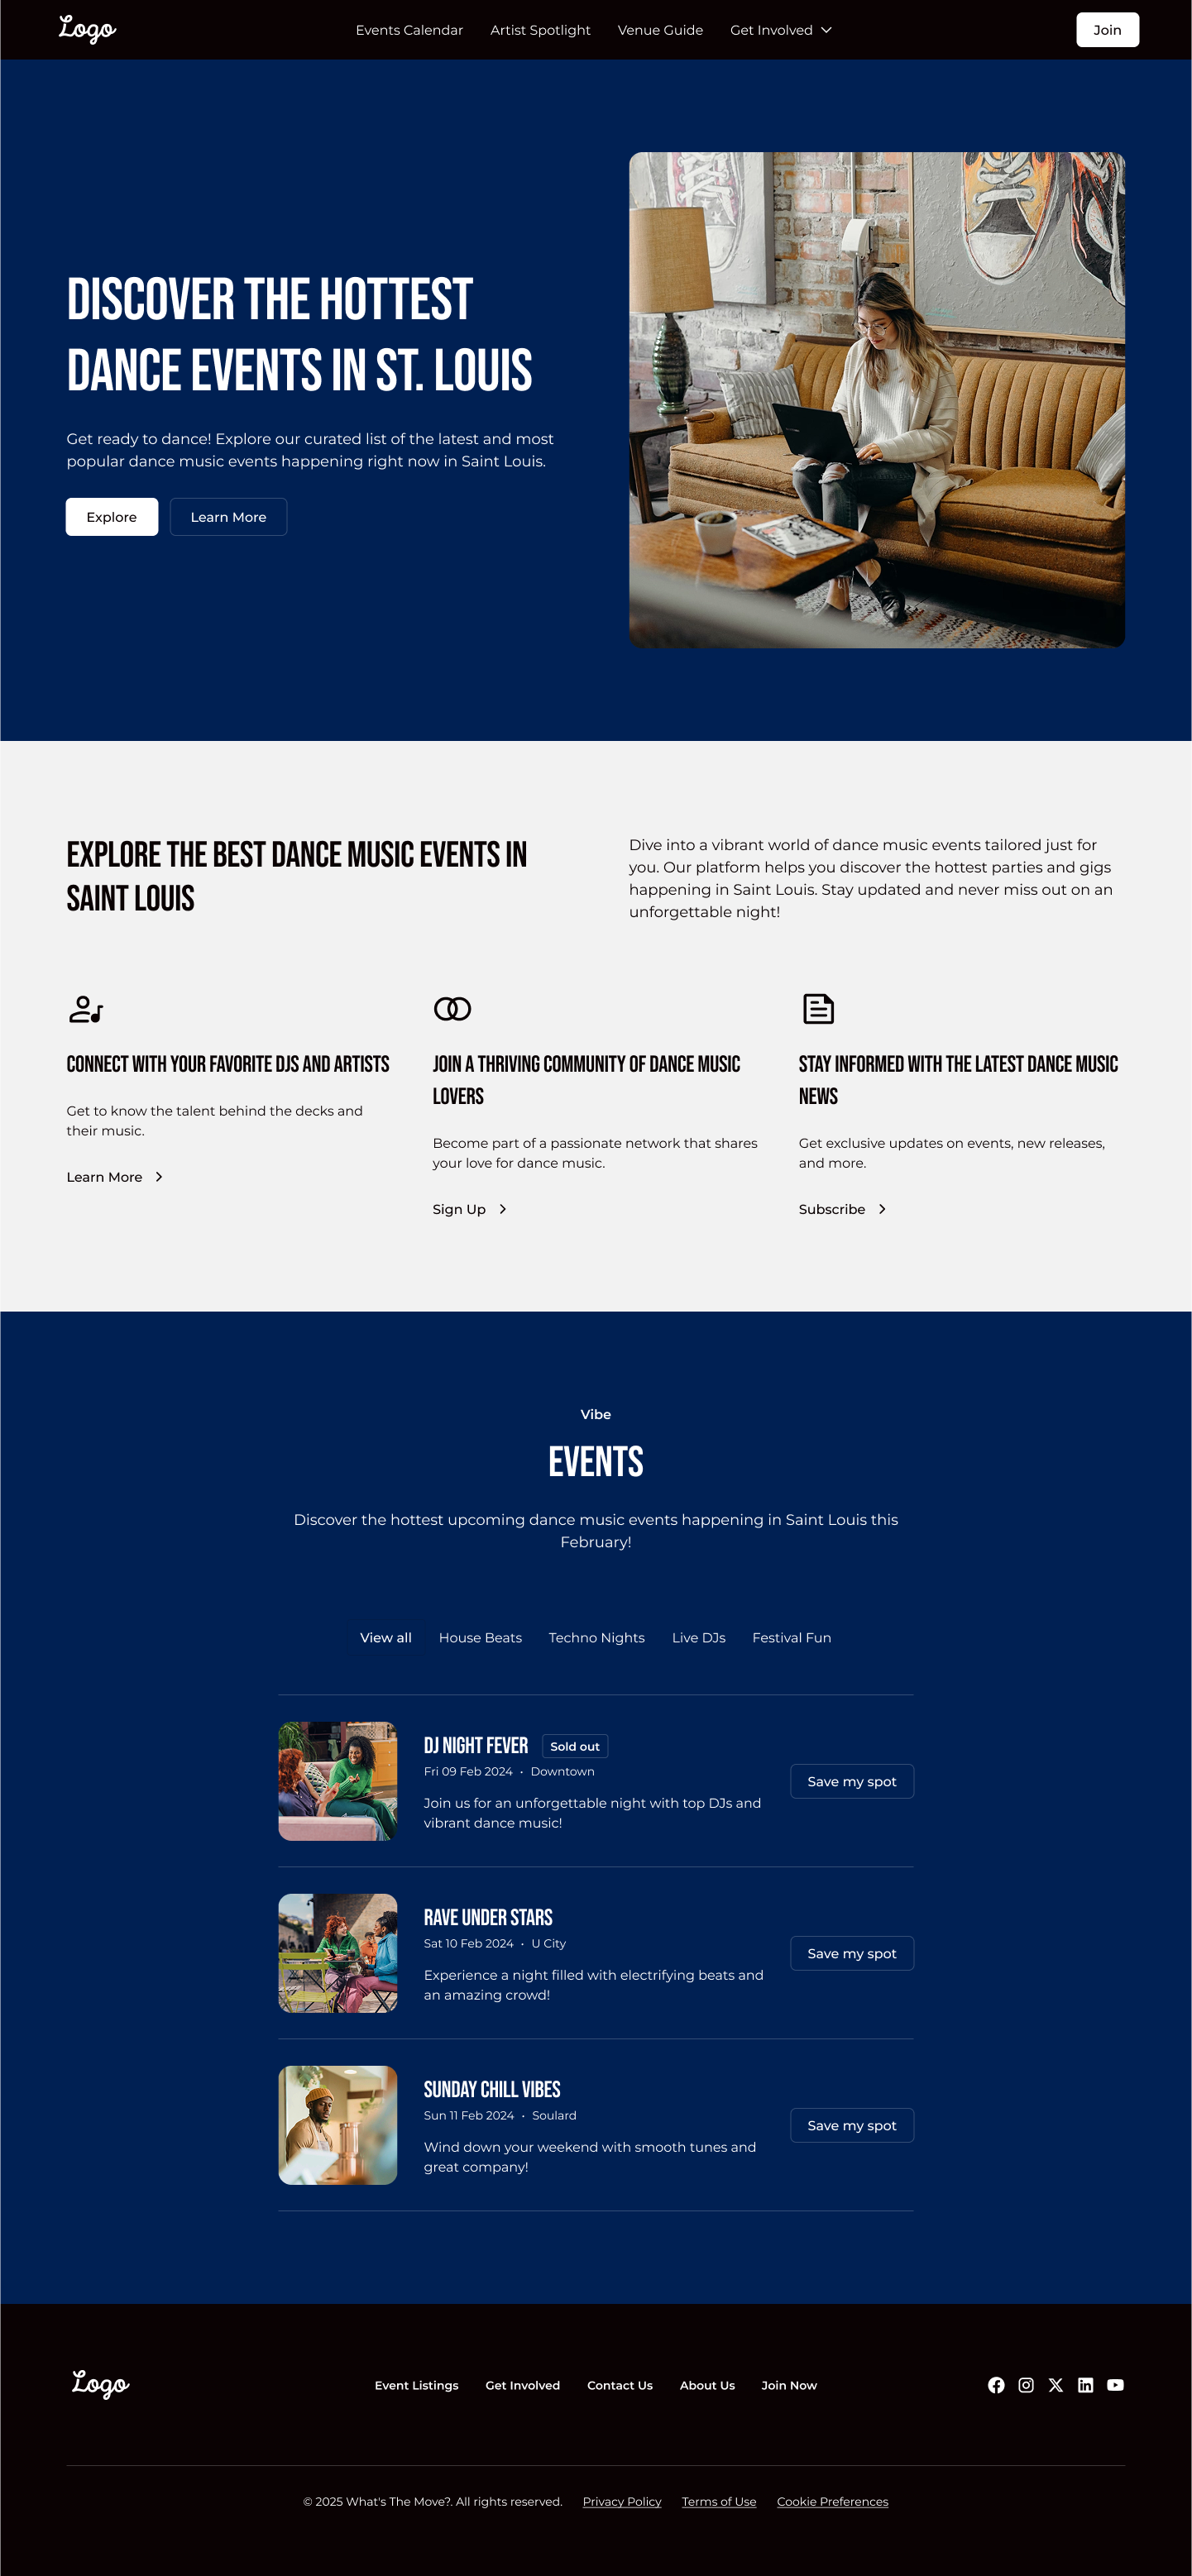 Logo
Events Calendar
Artist Spotlight
Venue Guide
Get Involved
Join
DISCOVER THE HOTTEST
DANCE EVENTS IN ST. LOUIS
Get ready to dance! Explore our curated list of the latest and most
popular dance music events happening right now in Saint Louis.
Explore
Learn More
EXPLORE THE BEST DANCE MUSIC EVENTS IN
SAINT LOUIS
Dive into a vibrant world of dance music events tailored just for
you. Our platform helps you discover the hottest parties and gigs
happening in Saint Louis. Stay updated and never miss out on an
unforgettable night!
CONNECT WITH YOUR FAVORITE DJS AND ARTISTS
Get to know the talent behind the decks and
their music.
Learn More
JOIN A THRIVING COMMUNITY OF DANCE MUSIC
LOVERS
Become part of a passionate network that shares
your love for dance music.
Sign Up
STAY INFORMED WITH THE LATEST DANCE MUSIC
NEWS
Get exclusive updates on events, new releases,
and more.
Subscribe
Vibe
EVENTS
Discover the hottest upcoming dance music events happening in Saint Louis this
February!
View all
House Beats
Techno Nights
Live DJs
Festival Fun
DJ NIGHT FEVER
Sold out
Fri 09 Feb 2024 • Downtown
Join us for an unforgettable night with top DJs and
vibrant dance music!
Save my spot
RAVE UNDER STARS
Sat 10 Feb 2024 • U City
Experience a night filled with electrifying beats and
an amazing crowd!
Save my spot
SUNDAY CHILL VIBES
Sun 11 Feb 2024 • Soulard
Wind down your weekend with smooth tunes and
great company!
Save my spot
Logo
Event Listings
Get Involved
Contact Us
About Us
Join Now
© 2025 What's The Move?. All rights reserved.
Privacy Policy
Terms of Use
Cookie Preferences